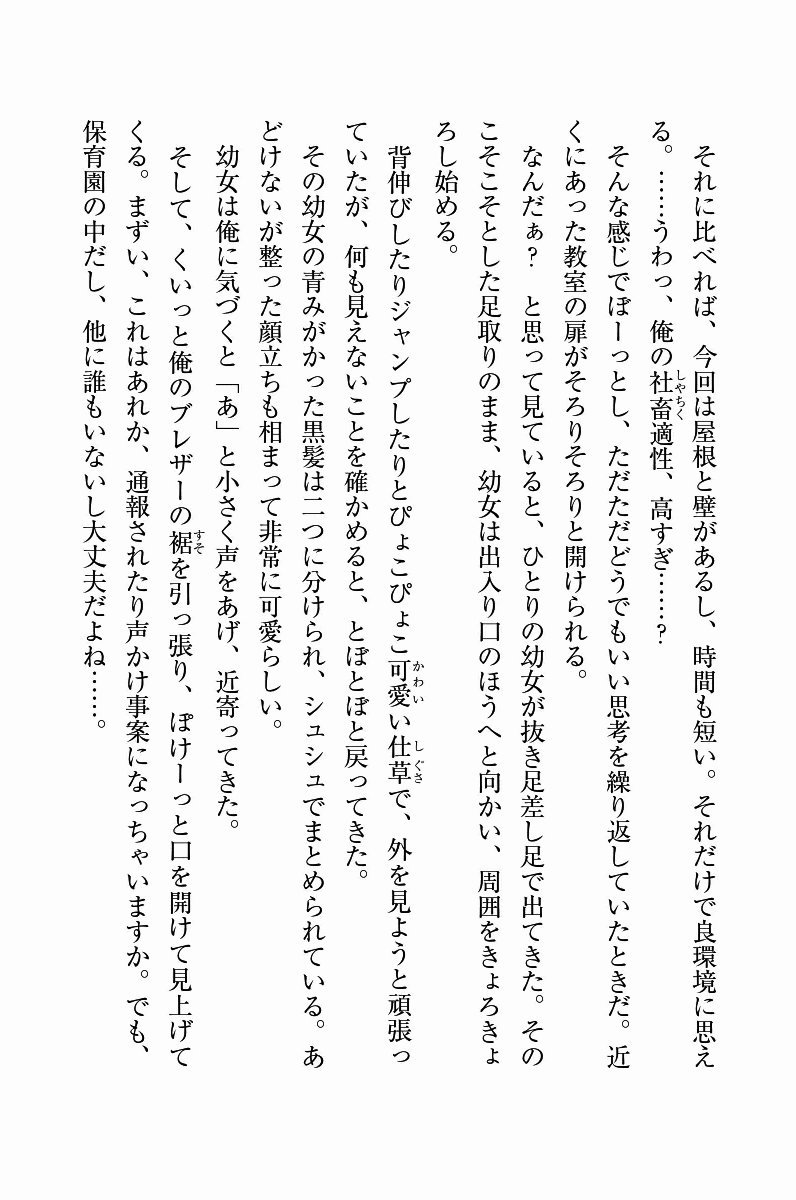 それに比べれば、今回は屋根と壁があるし、時間も短い。それだけで良環境に思え
る。……うわっ、俺の社畜適性、高すぎ……？
しゃちく
そんな感じでぼーっとし、ただただどうでもいい思考を繰り返していたときだ。近
くにあった教室の扉がそろりそろりと開けられる。
なんだぁ？　と思って見ていると、ひとりの幼女が抜き足差し足で出てきた。その
こそこそとした足取りのまま、幼女は出入り口のほうへと向かい、周囲をきょろきょ
ろし始める。
背伸びしたりジャンプしたりとぴょこぴょこ可愛い仕草で、外を見ようと頑張っ
かわい
しぐさ
ていたが、何も見えないことを確かめると、とぼとぼと戻ってきた。
その幼女の青みがかった黒髪は二つに分けられ、シュシュでまとめられている。あ
どけないが整った顔立ちも相まって非常に可愛らしい。
幼女は俺に気づくと「あ」と小さく声をあげ、近寄ってきた。
そして、くいっと俺のブレザーの裾を引っ張り、ぽけーっと口を開けて見上げて
すそ
くる。まずい、これはあれか、通報されたり声かけ事案になっちゃいますか。でも、
保育園の中だし、他に誰もいないし大丈夫だよね……。